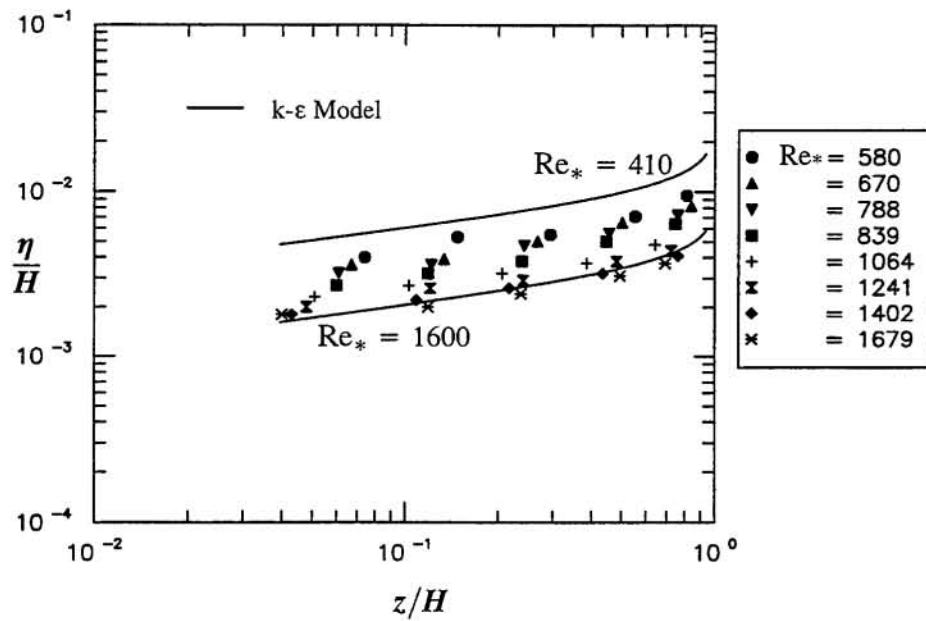 10⁻¹
k-ε Model
Re* = 410
10⁻²
η
H
Re* = 1600
10⁻³
10⁻⁴
10⁻²
10⁻¹
10⁰
z/H
Re* = 580
= 670
= 788
= 839
= 1064
= 1241
= 1402
= 1679